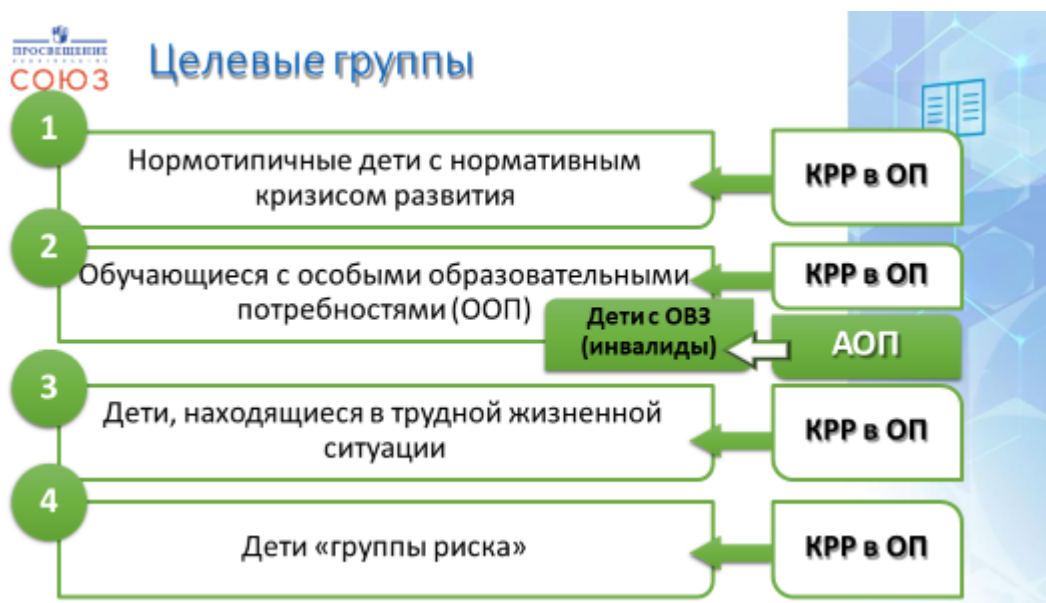 ПРОСВЕЩЕНИЕ
СОЮЗ
Целевые группы
1
Нормотипичные дети с нормативным
кризисом развития
КРР в ОП
2
Обучающиеся с особыми образовательными
потребностями (ООП)
КРР в ОП
Дети с ОВЗ
(инвалиды)
АОП
3
Дети, находящиеся в трудной жизненной
ситуации
КРР в ОП
4
Дети «группы риска»
КРР в ОП